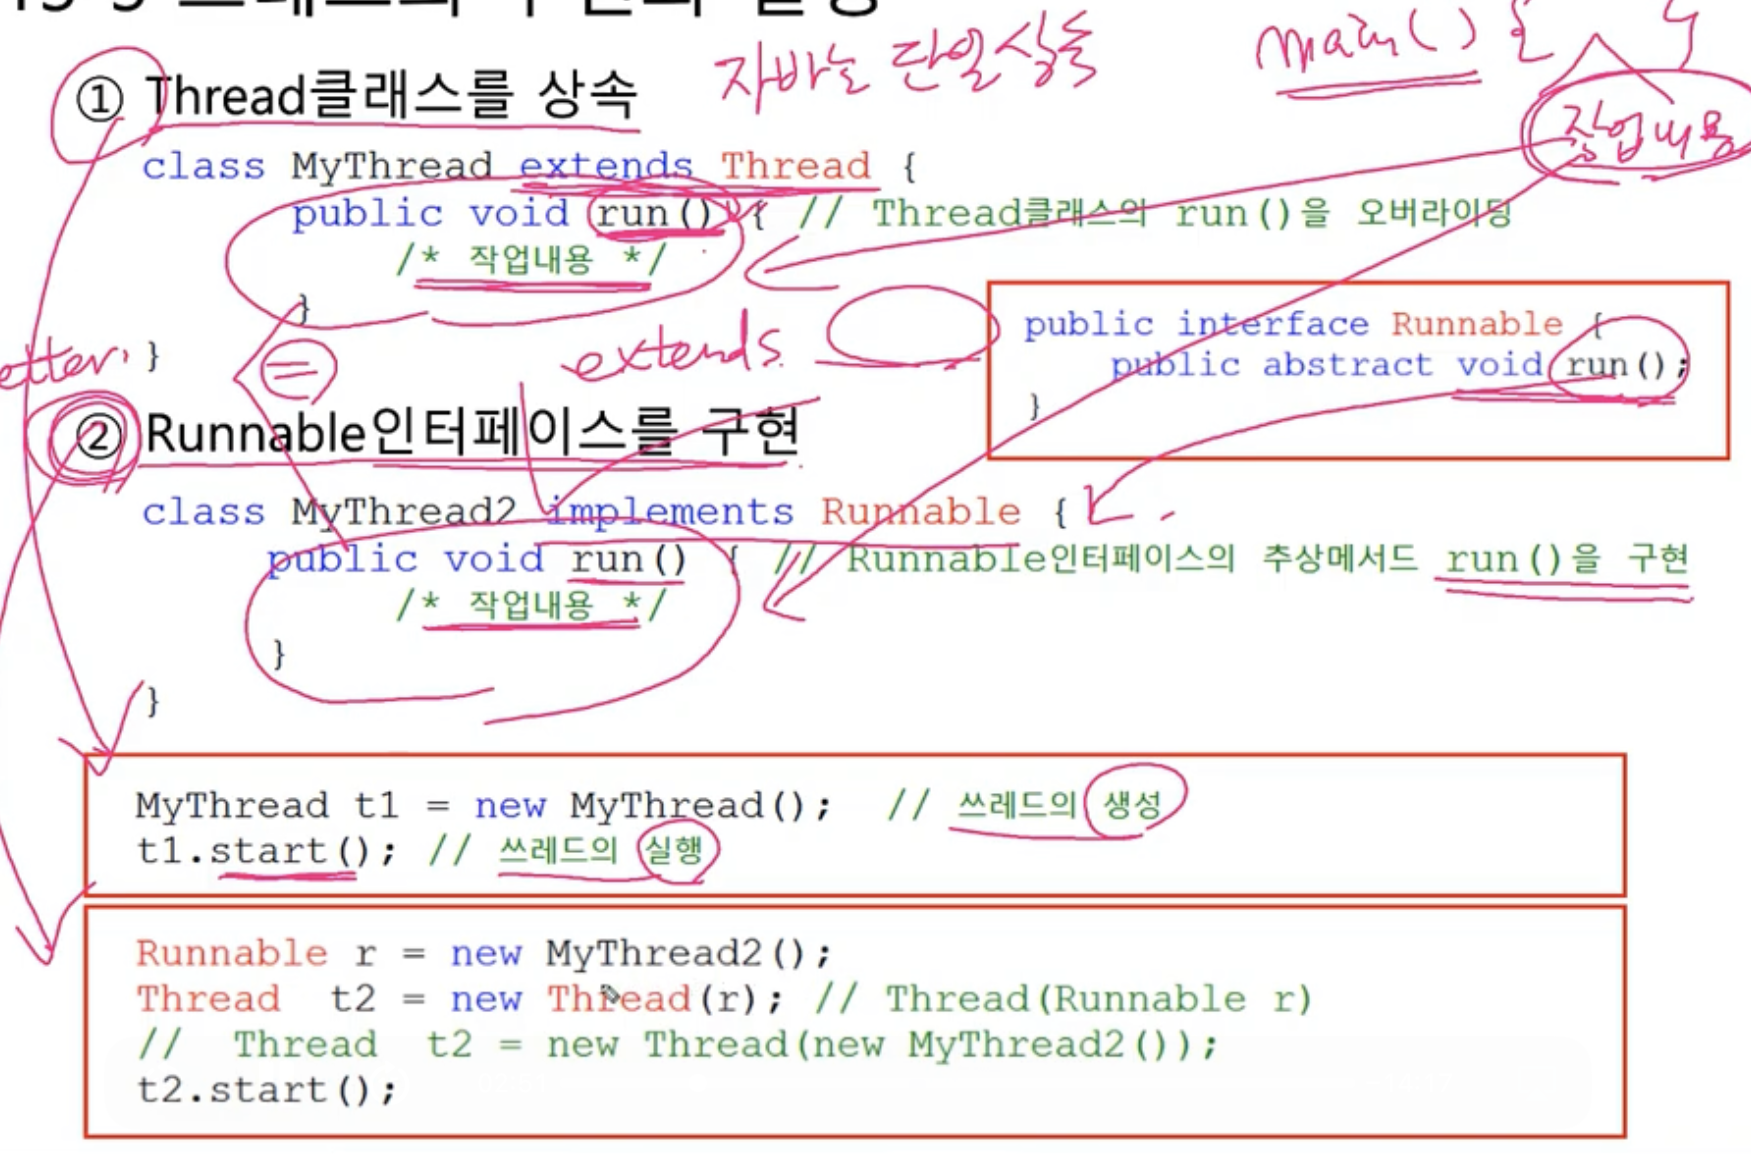 자바는 단일상속
main() { }
① Thread클래스를 상속
작업내용
class MyThread extends Thread {
public void run() { // Thread클래스의 run()을 오버라이딩
/* 작업내용 */
}
}
=
extends
public interface Runnable {
public abstract void run();
}
② Runnable인터페이스를 구현
class MyThread2 implements Runnable {
public void run() { // Runnable인터페이스의 추상메서드 run()을 구현
/* 작업내용 */
}
}
MyThread t1 = new MyThread(); // 쓰레드의 생성
t1.start(); // 쓰레드의 실행
Runnable r = new MyThread2();
Thread t2 = new Thread(r); // Thread(Runnable r)
// Thread t2 = new Thread(new MyThread2());
t2.start();